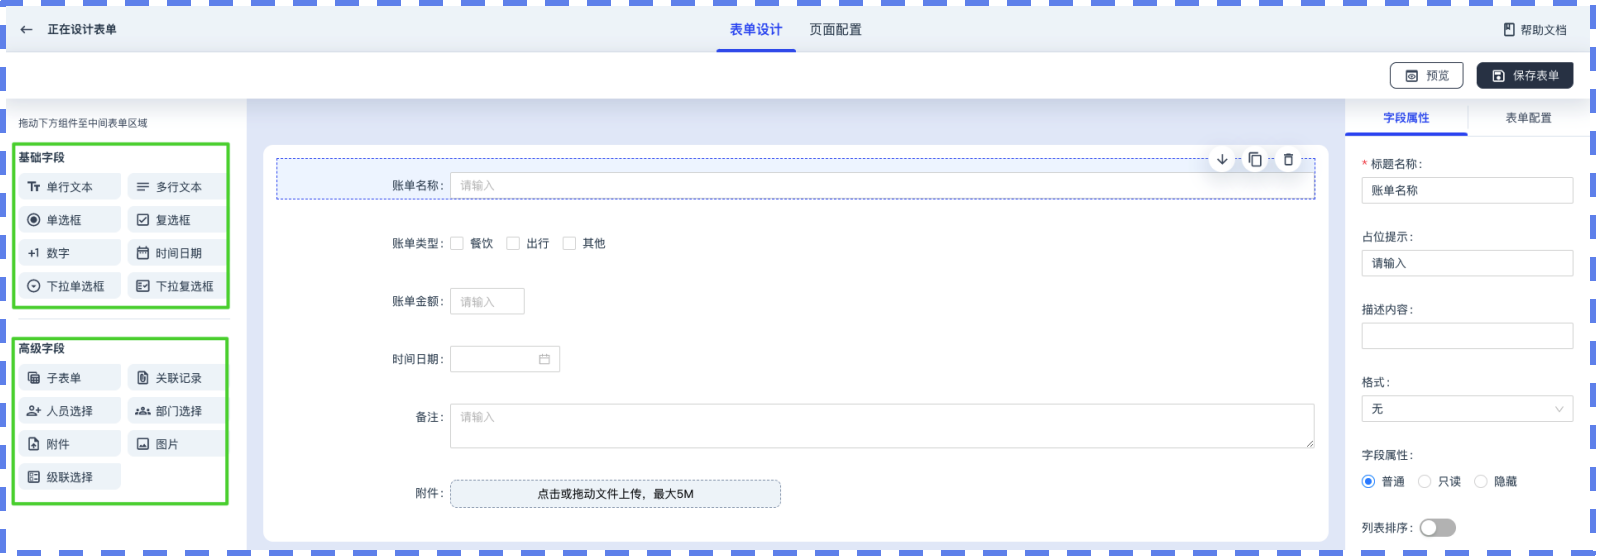 正在设计表单
表单设计
页面配置
帮助文档
预览
保存表单
拖动下方组件至中间表单区域
基础字段
单行文本
多行文本
单选框
复选框
+1 数字
时间日期
下拉单选框
下拉复选框
高级字段
子表单
关联记录
人员选择
部门选择
附件
图片
级联选择
账单名称: 请输入
账单类型: 餐饮 出行 其他
账单金额: 请输入
时间日期:
备注: 请输入
附件: 点击或拖动文件上传，最大5M
字段属性
表单配置
* 标题名称:
账单名称
占位提示:
请输入
描述内容:
格式:
无
字段属性:
普通 只读 隐藏
列表排序: